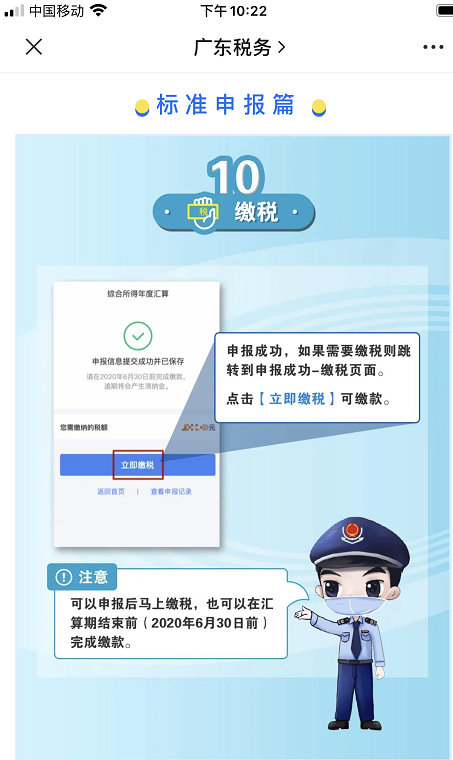 中国移动
下午10:22
广东税务
标准申报篇
10
税
缴税
综合所得年度汇算
申报信息提交成功并已保存
请在2020年6月30日前完成缴款,
逾期将会产生滞纳金。
您需缴纳的税额
元
立即缴税
返回首页 | 查看申报记录
申报成功，如果需要缴税则跳
转到申报成功-缴税页面。
点击【立即缴税】可缴款。
! 注意
可以申报后马上缴税，也可以在汇
算期结束前（2020年6月30日前）
完成缴款。